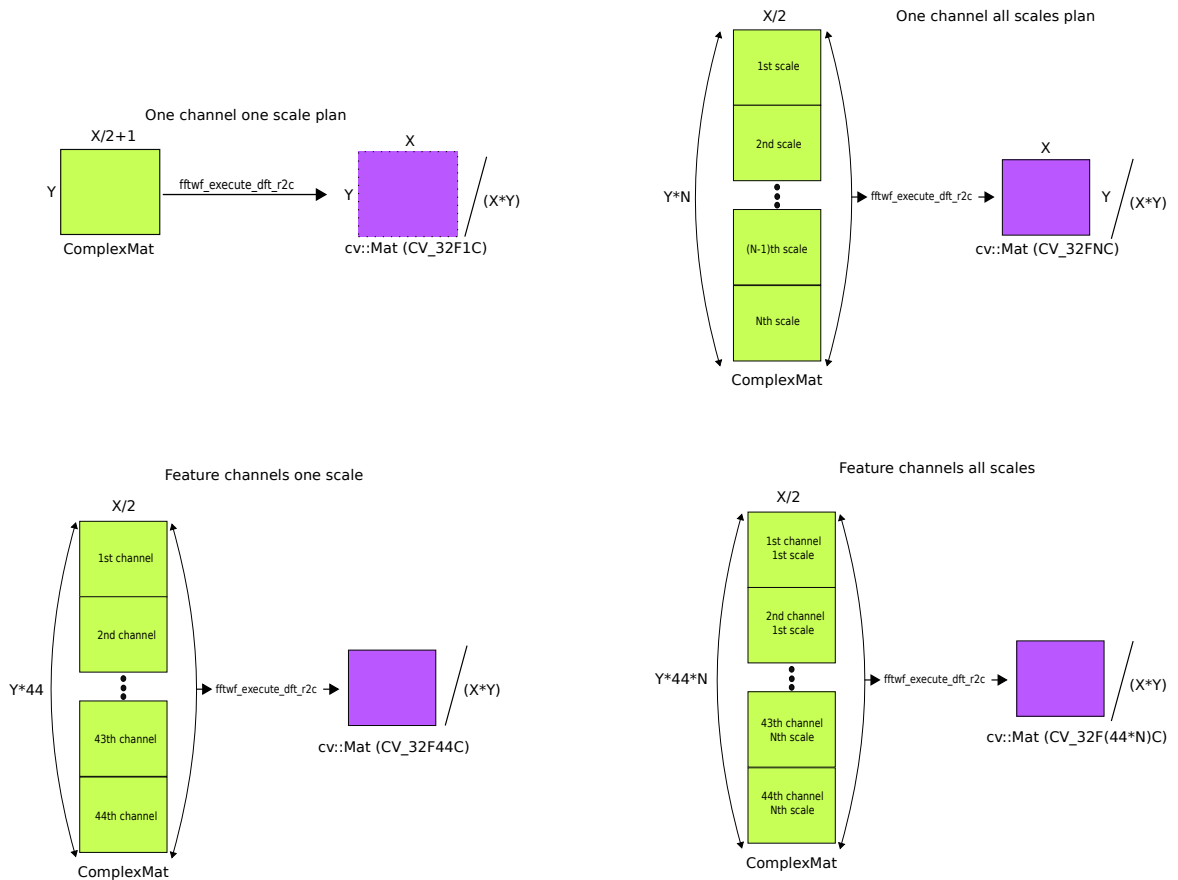 One channel one scale plan
X/2+1
Y
ComplexMat
fftwf_execute_dft_r2c
X
Y
(X*Y)
cv::Mat (CV_32F1C)
One channel all scales plan
X/2
Y*N
1st scale
2nd scale
(N-1)th scale
Nth scale
ComplexMat
fftwf_execute_dft_r2c
X
Y
(X*Y)
cv::Mat (CV_32FNC)
Feature channels one scale
X/2
Y*44
1st channel
2nd channel
43th channel
44th channel
ComplexMat
fftwf_execute_dft_r2c
(X*Y)
cv::Mat (CV_32F44C)
Feature channels all scales
X/2
Y*44*N
1st channel
1st scale
2nd channel
1st scale
43th channel
Nth scale
44th channel
Nth scale
ComplexMat
fftwf_execute_dft_r2c
(X*Y)
cv::Mat (CV_32F(44*N)C)